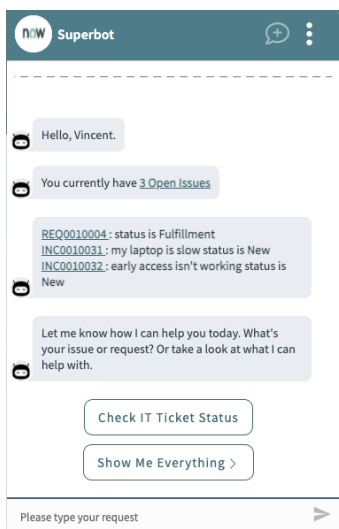 now
Superbot
Hello, Vincent.
You currently have 3 Open Issues
REQ0010004 : status is Fulfillment
INC0010031 : my laptop is slow status is New
INC0010032 : early access isn't working status is
New
Let me know how I can help you today. What's
your issue or request? Or take a look at what I can
help with.
Check IT Ticket Status
Show Me Everything >
Please type your request